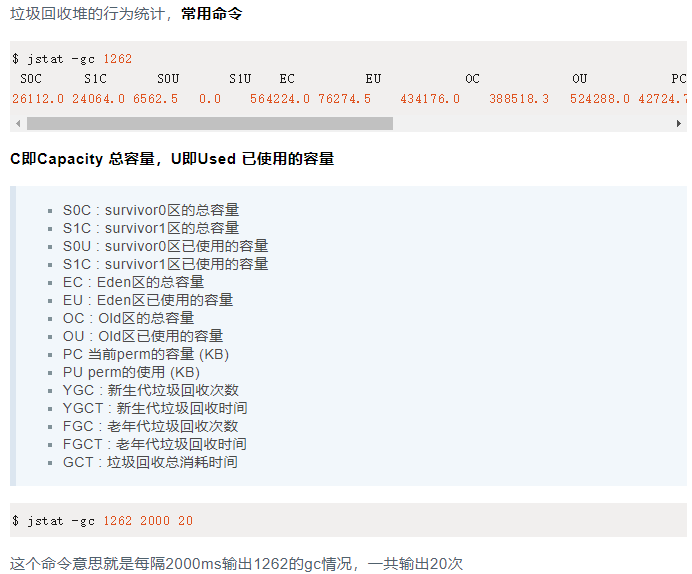 垃圾回收堆的行为统计，常用命令
$ jstat -gc 1262
S0C S1C S0U S1U EC EU OC OU PC
26112.0 24064.0 6562.5 0.0 564224.0 76274.5 434176.0 388518.3 524288.0 42724.7
C即Capacity 总容量，U即Used 已使用的容量
S0C : survivor0区的总容量
S1C : survivor1区的总容量
S0U : survivor0区已使用的容量
S1C : survivor1区已使用的容量
EC : Eden区的总容量
EU : Eden区已使用的容量
OC : Old区的总容量
OU : Old区已使用的容量
PC 当前perm的容量 (KB)
PU perm的使用 (KB)
YGC : 新生代垃圾回收次数
YGCT : 新生代垃圾回收时间
FGC : 老年代垃圾回收次数
FGCT : 老年代垃圾回收时间
GCT : 垃圾回收总消耗时间
$ jstat -gc 1262 2000 20
这个命令意思就是每隔2000ms输出1262的gc情况，一共输出20次